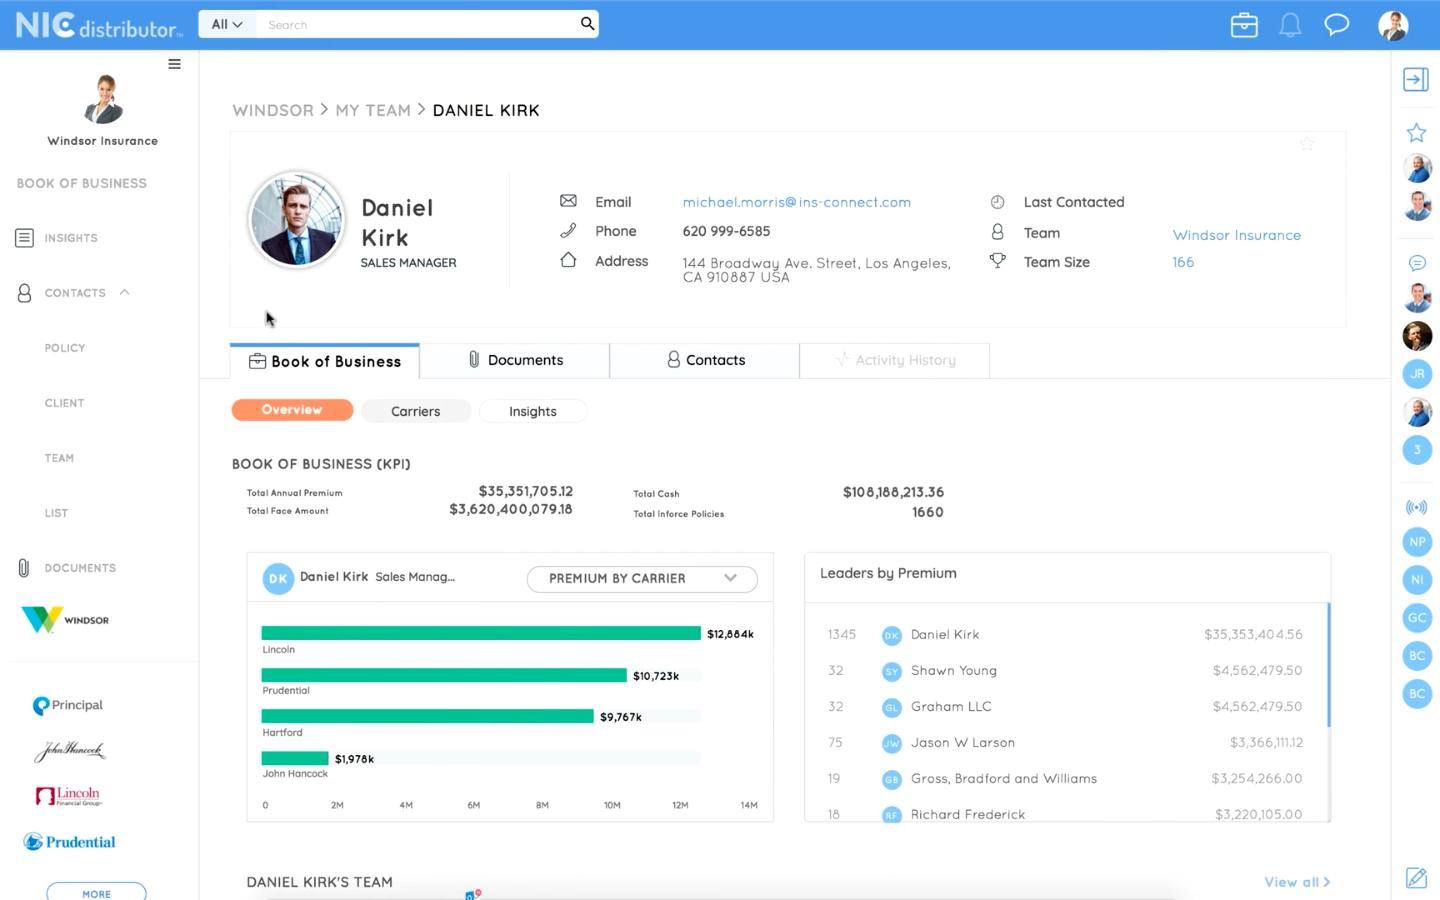 NIC distributor
All
Search
Windsor Insurance
BOOK OF BUSINESS
INSIGHTS
CONTACTS
POLICY
CLIENT
TEAM
LIST
DOCUMENTS
WINDSOR
Principal
John Hancock
Lincoln
Financial Group
Prudential
MORE
WINDSOR > MY TEAM > DANIEL KIRK
Daniel
Kirk
SALES MANAGER
Email michael.morris@ins-connect.com
Phone 620 999-6585
Address 144 Broadway Ave. Street, Los Angeles,
CA 910887 USA
Last Contacted
Team Windsor Insurance
Team Size 166
Book of Business Documents Contacts Activity History
Overview Carriers Insights
BOOK OF BUSINESS (KPI)
Total Annual Premium $35,351,705.12 Total Cash $108,188,213.36
Total Face Amount $3,620,400,079.18 Total Inforce Policies 1660
DK Daniel Kirk Sales Manag... PREMIUM BY CARRIER
$12,884k
Lincoln
$10,723k
Prudential
$9,767k
Hartford
$1,978k
John Hancock
0 2M 4M 6M 8M 10M 12M 14M
Leaders by Premium
1345 DK Daniel Kirk $35,353,404.56
32 SY Shawn Young $4,562,479.50
32 GL Graham LLC $4,562,479.50
75 JW Jason W Larson $3,366,111.12
19 GB Gross, Bradford and Williams $3,254,266.00
18 RF Richard Frederick $3,220,105.00
DANIEL KIRK'S TEAM View all >
JR
3
NP
NI
GC
BC
BC